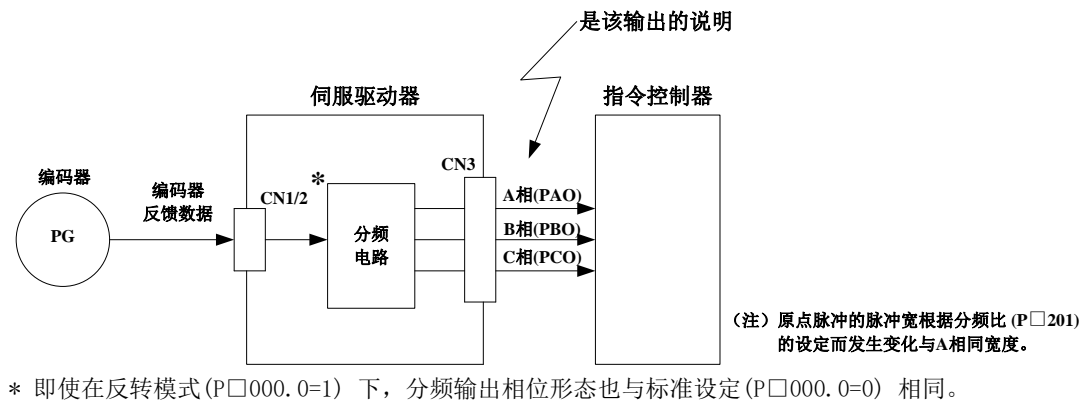 是该输出的说明
伺服驱动器
指令控制器
CN3
编码器
编码器
反馈数据
CN1/2
*
A相(PAO)
B相(PBO)
C相(PCO)
PG
分频
电路
（注）原点脉冲的脉冲宽根据分频比 (P□201)
的设定而发生变化与A相同宽度。
* 即使在反转模式(P□000.0=1) 下，分频输出相位形态也与标准设定(P□000.0=0) 相同。